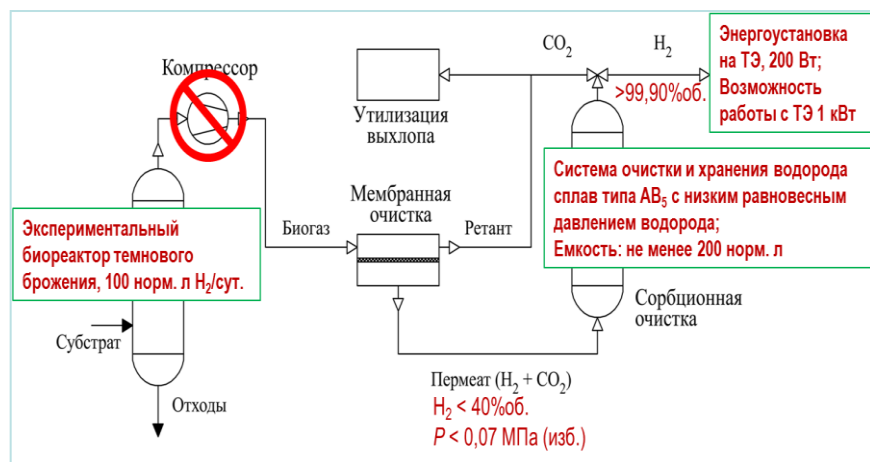 Компрессор
CO2
H2
Энергоустановка
на ТЭ, 200 Вт;
Возможность
работы с ТЭ 1 кВт
>99,90%об.
Утилизация
выхлопа
Система очистки и хранения водорода
сплав типа AB5 с низким равновесным
давлением водорода;
Емкость: не менее 200 норм. л
Мембранная
очистка
Экспериментальный
биореактор темнового
брожения, 100 норм. л H2/сут.
Биогаз
Ретант
Сорбционная
очистка
Субстрат
Отходы
Пермеат (H2 + CO2)
H2 < 40%об.
P < 0,07 МПа (изб.)